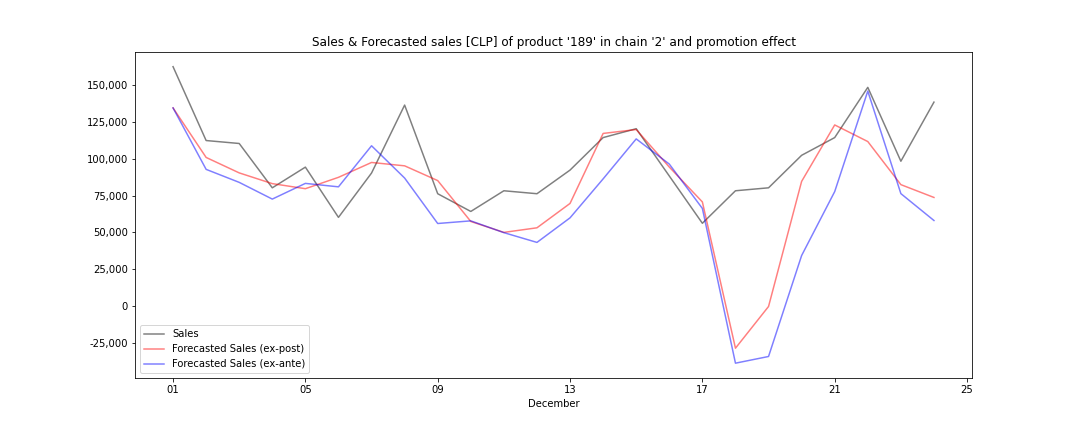 Sales & Forecasted sales [CLP] of product '189' in chain '2' and promotion effect
150,000
125,000
100,000
75,000
50,000
25,000
0
-25,000
Sales
Forecasted Sales (ex-post)
Forecasted Sales (ex-ante)
01 05 09 13 17 21 25
December